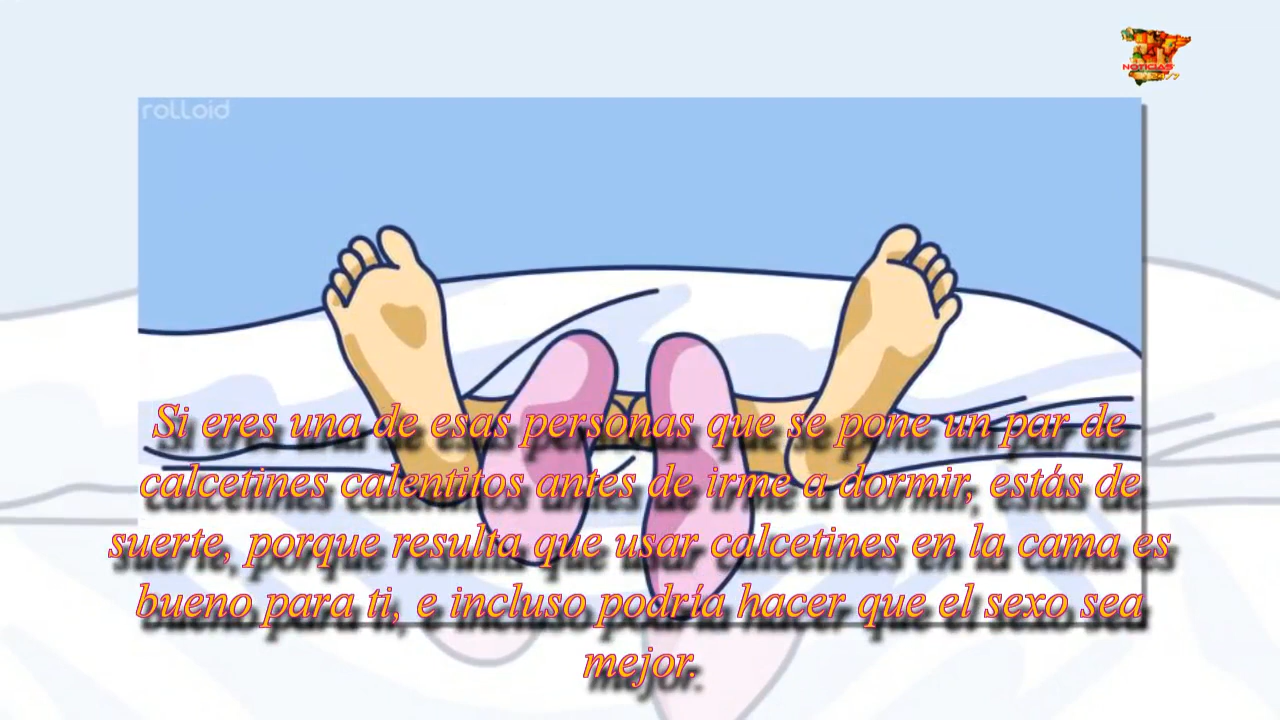 NOTICIAS
rolloid
Si eres una de esas personas que se pone un par de
calcetines calentitos antes de irme a dormir, estás de
suerte, porque resulta que usar calcetines en la cama es
bueno para ti, e incluso podría hacer que el sexo sea
mejor.